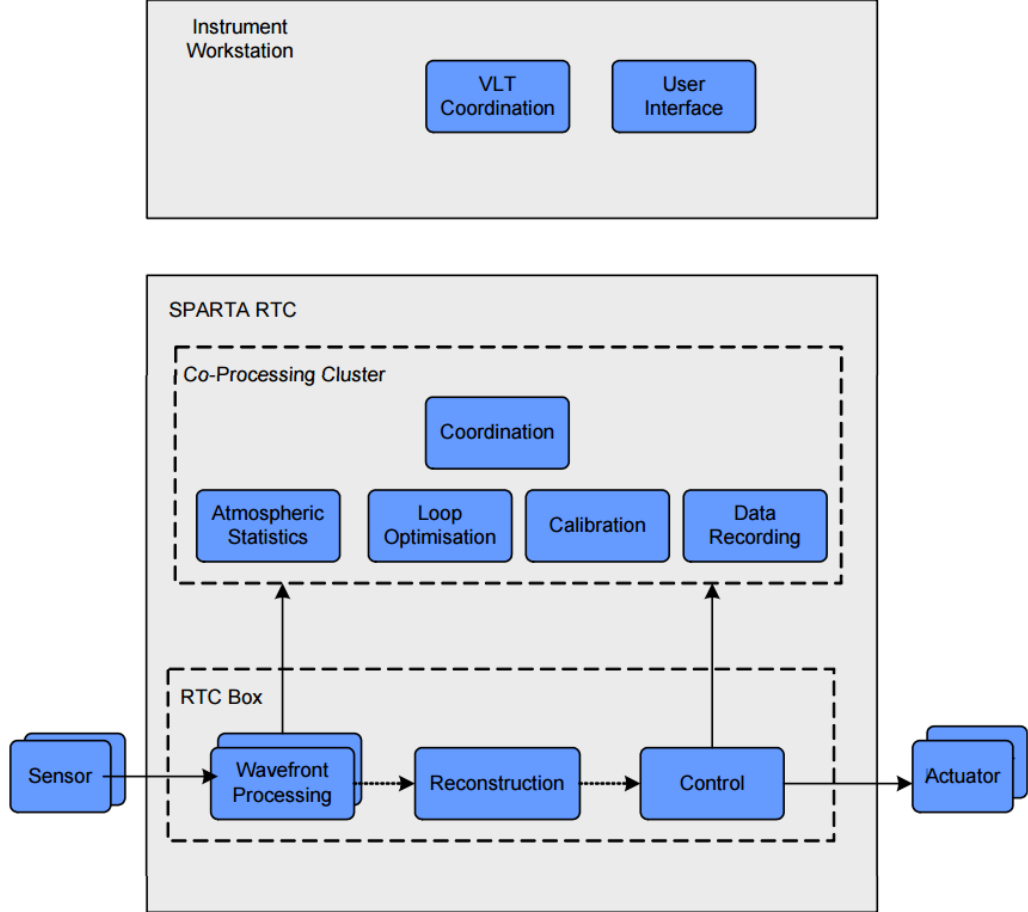 Instrument
Workstation
VLT
Coordination
User
Interface
SPARTA RTC
Co-Processing Cluster
Coordination
Atmospheric
Statistics
Loop
Optimisation
Calibration
Data
Recording
RTC Box
Sensor
Wavefront
Processing
Reconstruction
Control
Actuator